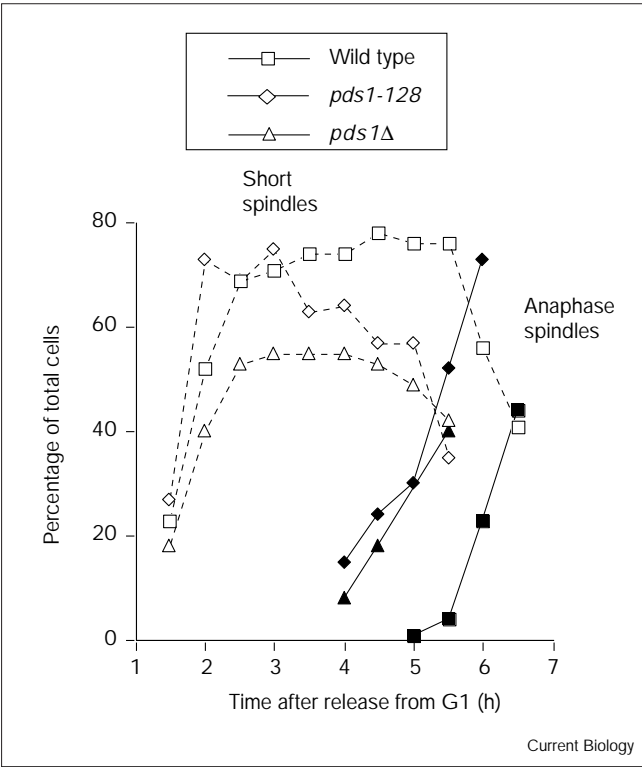 Wild type
pds1-128
pds1Δ
Short
spindles
Anaphase
spindles
Percentage of total cells
80
60
40
20
0
1 2 3 4 5 6 7
Time after release from G1 (h)
Current Biology